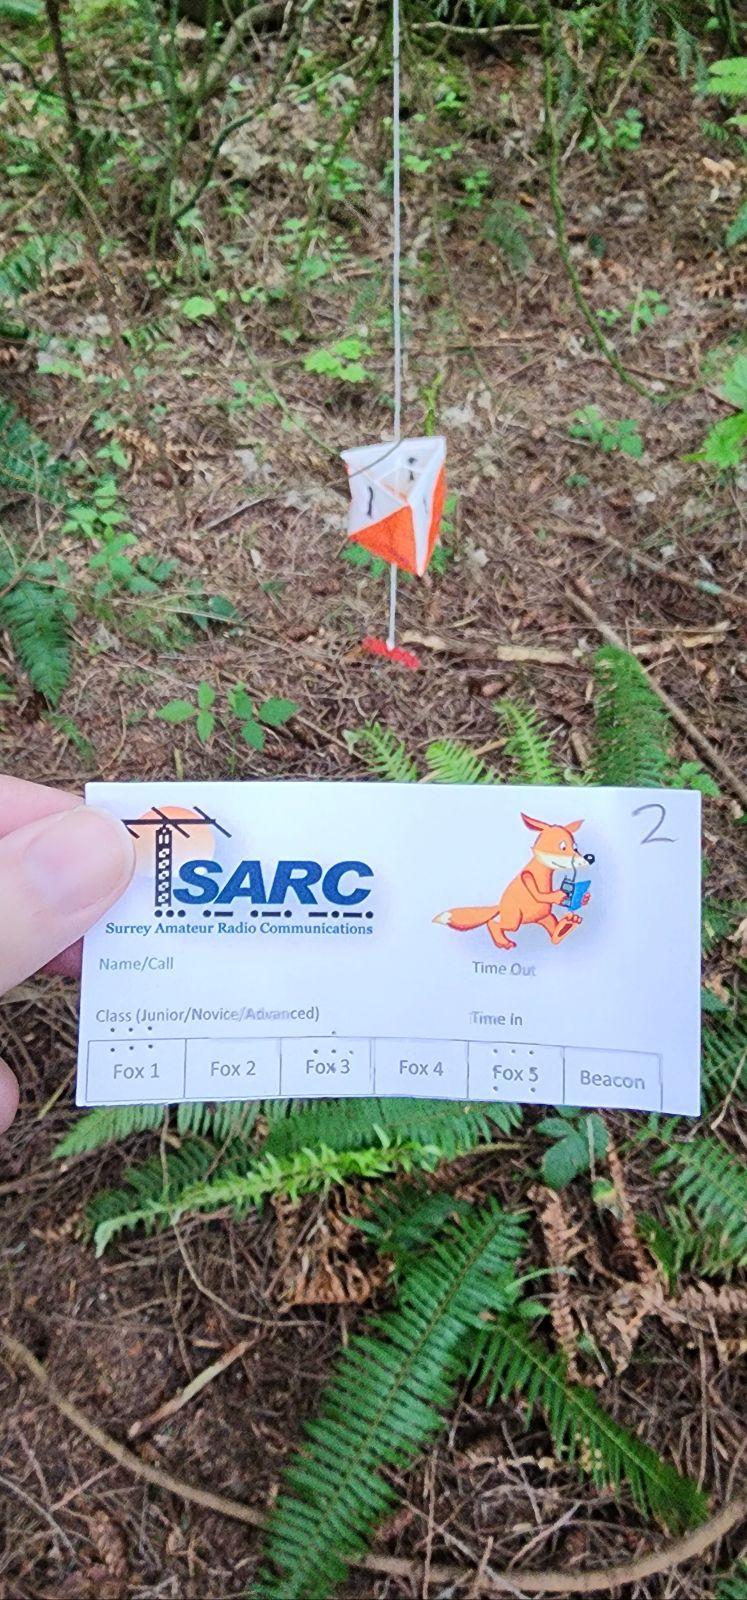 2
SARC
Surrey Amateur Radio Communications
Name/Call
Time Out
Class (Junior/Novice/Advanced)
Time In
Fox 1 Fox 2 Fox 3 Fox 4 Fox 5 Beacon